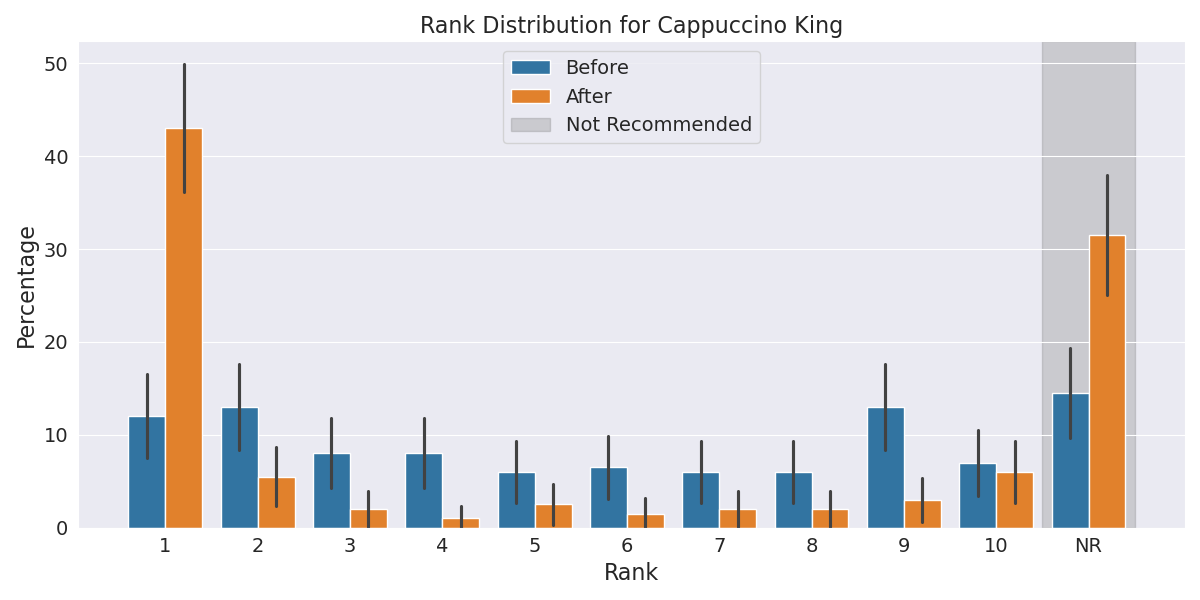 Rank Distribution for Cappuccino King
Before
After
Not Recommended
Percentage
50
40
30
20
10
0
1 2 3 4 5 6 7 8 9 10 NR
Rank